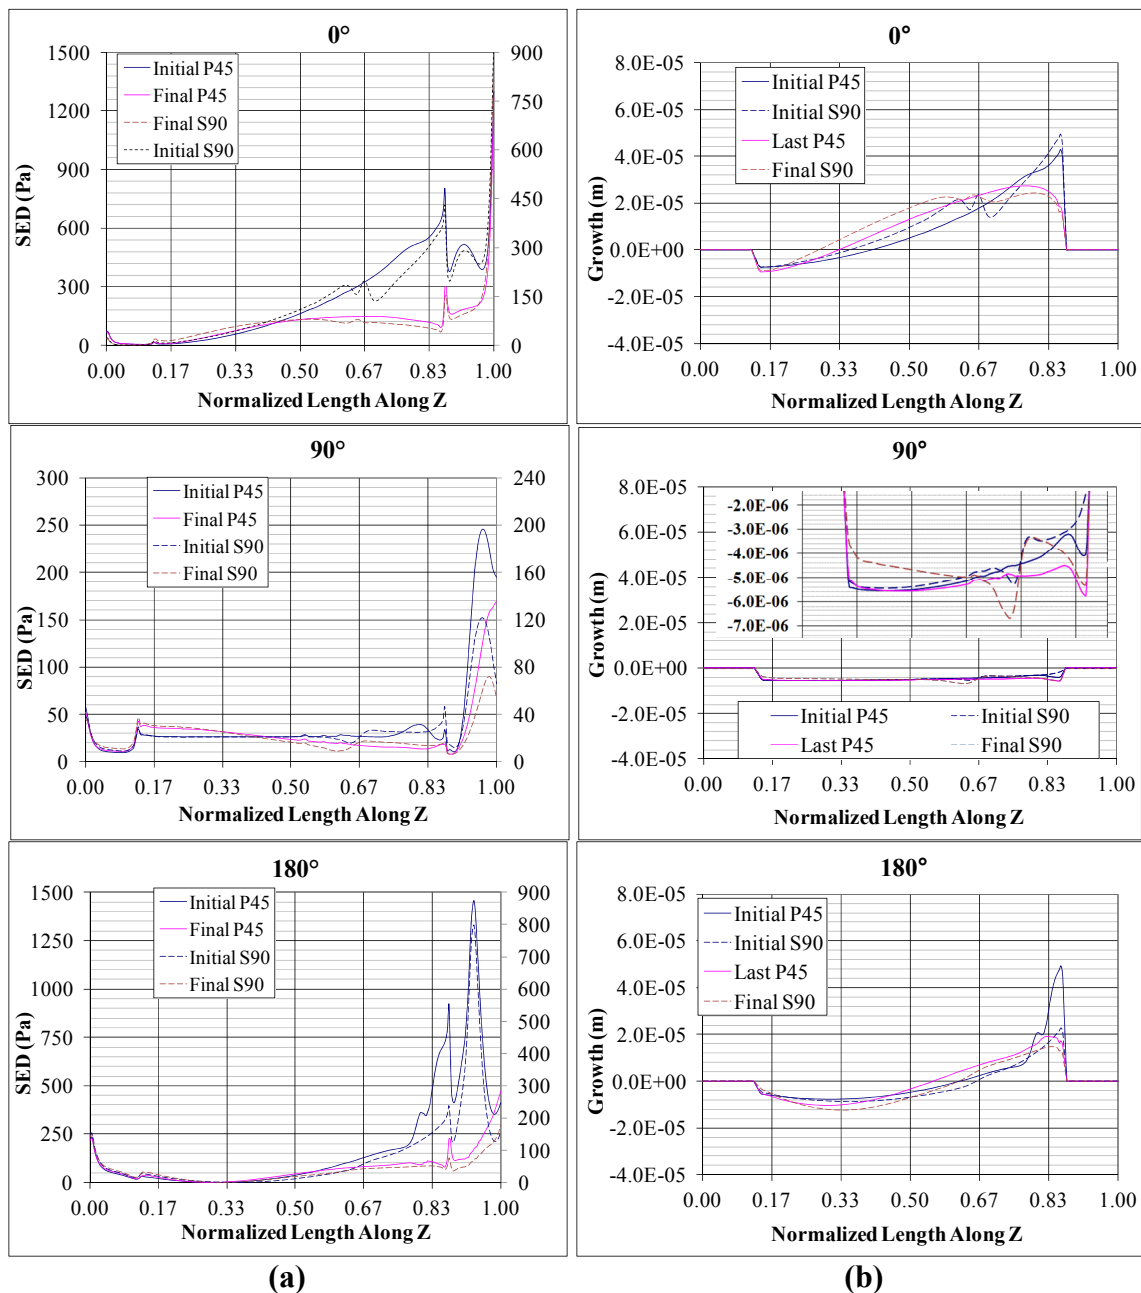 0°
1500
1200
900
600
300
0
900
750
600
450
300
150
0
SED (Pa)
Initial P45
Final P45
Final S90
Initial S90
0.00 0.17 0.33 0.50 0.67 0.83 1.00
Normalized Length Along Z
0°
8.0E-05
6.0E-05
4.0E-05
2.0E-05
0.0E+00
-2.0E-05
-4.0E-05
Growth (m)
Initial P45
Initial S90
Last P45
Final S90
0.00 0.17 0.33 0.50 0.67 0.83 1.00
Normalized Length Along Z
90°
300
250
200
150
100
50
0
240
200
160
120
80
40
0
SED (Pa)
Initial P45
Final P45
Initial S90
Final S90
0.00 0.17 0.33 0.50 0.67 0.83 1.00
Normalized Length Along Z
90°
8.0E-05
6.0E-05
4.0E-05
2.0E-05
0.0E+00
-2.0E-05
-4.0E-05
Growth (m)
-2.0E-06
-3.0E-06
-4.0E-06
-5.0E-06
-6.0E-06
-7.0E-06
Initial P45 Initial S90
Last P45 Final S90
0.00 0.17 0.33 0.50 0.67 0.83 1.00
Normalized Length Along Z
180°
1500
1250
1000
750
500
250
0
900
800
700
600
500
400
300
200
100
0
SED (Pa)
Initial P45
Final P45
Initial S90
Final S90
0.00 0.17 0.33 0.50 0.67 0.83 1.00
Normalized Length Along Z
180°
8.0E-05
6.0E-05
4.0E-05
2.0E-05
0.0E+00
-2.0E-05
-4.0E-05
Growth (m)
Initial P45
Initial S90
Last P45
Final S90
0.00 0.17 0.33 0.50 0.67 0.83 1.00
Normalized Length Along Z
(a) (b)